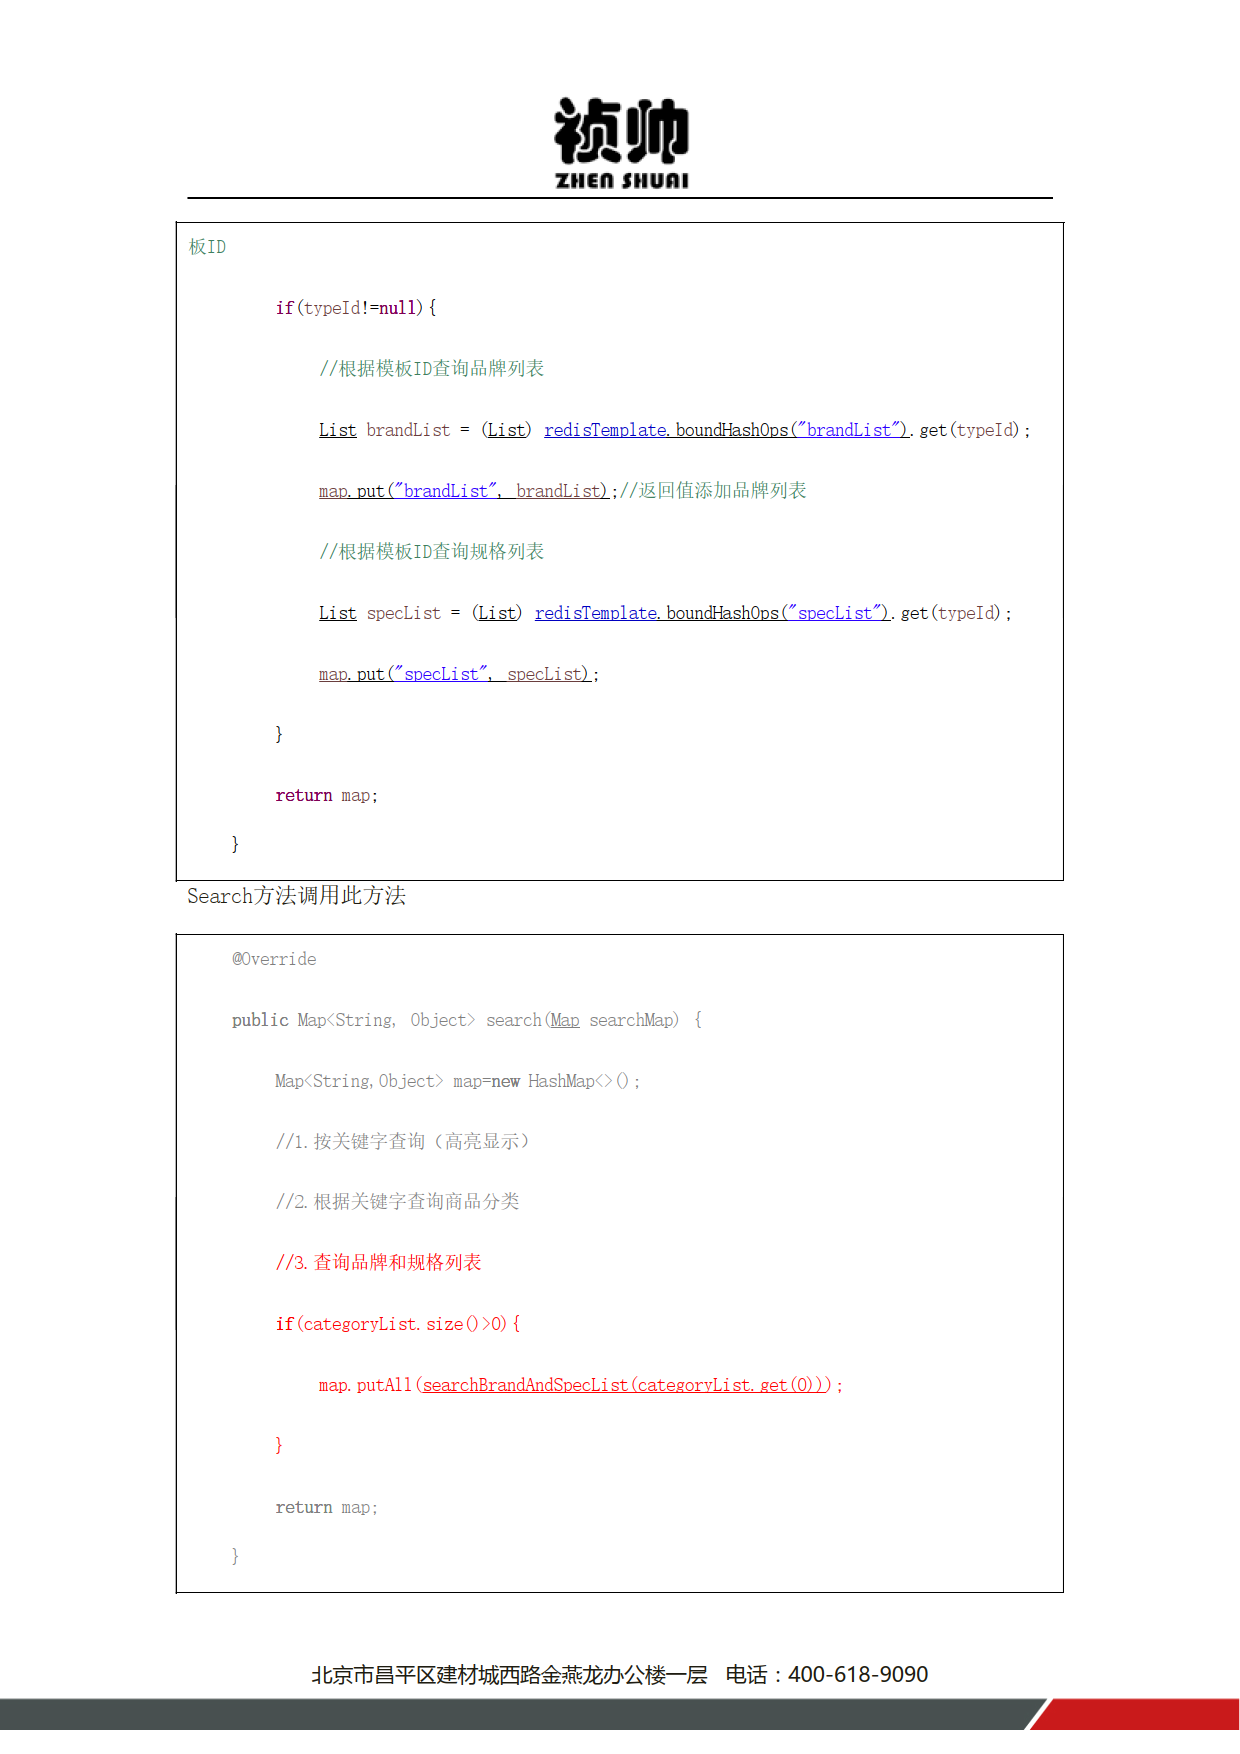 祯帅
ZHEN SHUAI
板ID
if(typeId!=null){
//根据模板ID查询品牌列表
List brandList = (List) redisTemplate.boundHashOps("brandList").get(typeId);
map.put("brandList", brandList);//返回值添加品牌列表
//根据模板ID查询规格列表
List specList = (List) redisTemplate.boundHashOps("specList").get(typeId);
map.put("specList", specList);
}
return map;
}
Search方法调用此方法
@Override
public Map<String, Object> search(Map searchMap) {
Map<String,Object> map=new HashMap<>();
//1.按关键字查询（高亮显示）
//2.根据关键字查询商品分类
//3.查询品牌和规格列表
if(categoryList.size()>0){
map.putAll(searchBrandAndSpecList(categoryList.get(0)));
}
return map;
}
北京市昌平区建材城西路金燕龙办公楼一层 电话：400-618-9090